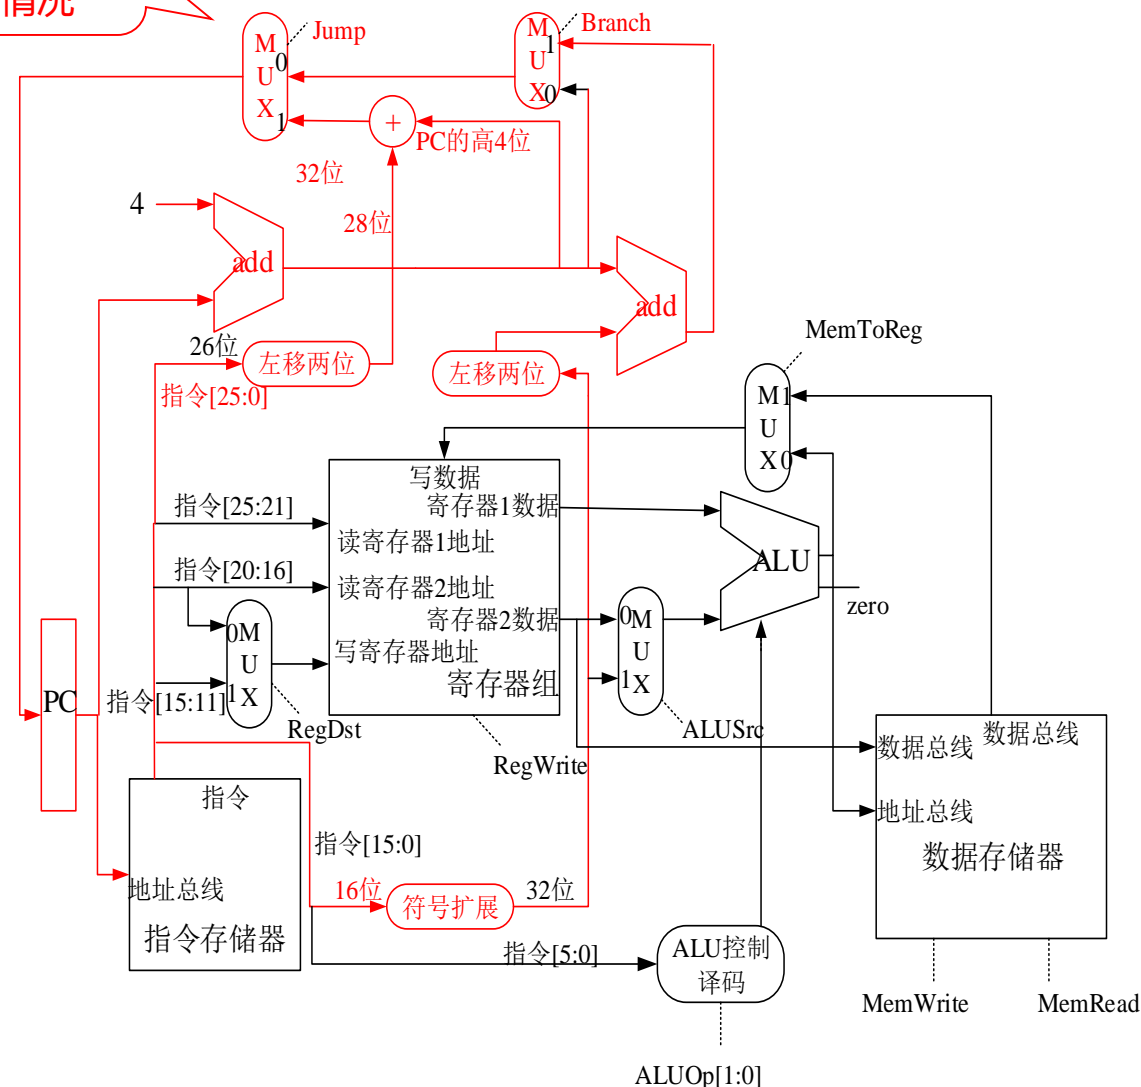 情况
M
U
X
0
1
Jump
M
U
X
1
0
Branch
+
PC的高4位
32位
28位
4
add
add
26位
左移两位
指令[25:0]
左移两位
MemToReg
M
U
X
1
0
写数据
寄存器1数据
指令[25:21]
读寄存器1地址
指令[20:16]
读寄存器2地址
寄存器2数据
写寄存器地址
寄存器组
ALU
zero
0M
U
1X
0M
U
1X
PC
指令[15:11]
RegDst
RegWrite
ALUSrc
数据总线
数据总线
地址总线
数据存储器
指令
地址总线
指令存储器
指令[15:0]
16位
符号扩展
32位
指令[5:0]
ALU控制
译码
MemWrite
MemRead
ALUOp[1:0]